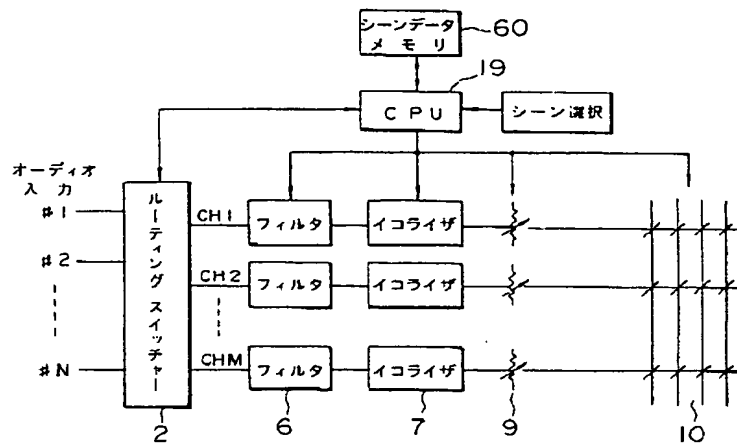 シーンデータ
メモリ
60
19
CPU
シーン選択
オーディオ
入力
#1
#2
#N
ルーティングスイッチャー
CH1
フィルタ
イコライザ
CH2
フィルタ
イコライザ
CHM
フィルタ
イコライザ
2
6
7
9
10